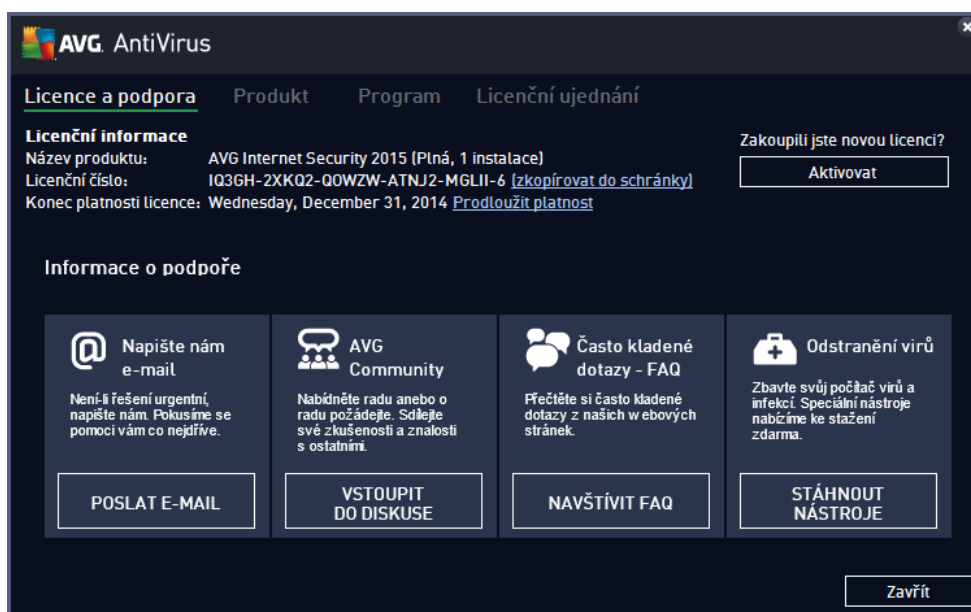 AVG. AntiVirus
Licence a podpora Produkt Program Licenční ujednání
Licenční informace
Název produktu: AVG Internet Security 2015 (Plná, 1 instalace)
Licenční číslo: IQ3GH-2XKQ2-QOWZW-ATNJ2-MGLII-6 (zkopírovat do schránky)
Konec platnosti licence: Wednesday, December 31, 2014 Prodloužit platnost
Zakoupili jste novou licenci?
Aktivovat
Informace o podpoře
Napište nám
e-mail
Není-li řešení urgentní,
napište nám. Pokusíme se
pomoci vám co nejdříve.
POSLAT E-MAIL
AVG
Community
Nabídněte radu anebo o
radu požádejte. Sdílejte
své zkušenosti a znalosti
s ostatními.
VSTOUPIT
DO DISKUSE
Často kladené
dotazy - FAQ
Přečtěte si často kladené
dotazy z našich webových
stránek.
NAVŠTÍVIT FAQ
Odstranění virů
Zbavte svůj počítač virů a
infekcí. Speciální nástroje
nabízíme ke stažení
zdarma.
STÁHNOUT
NÁSTROJE
Zavřít